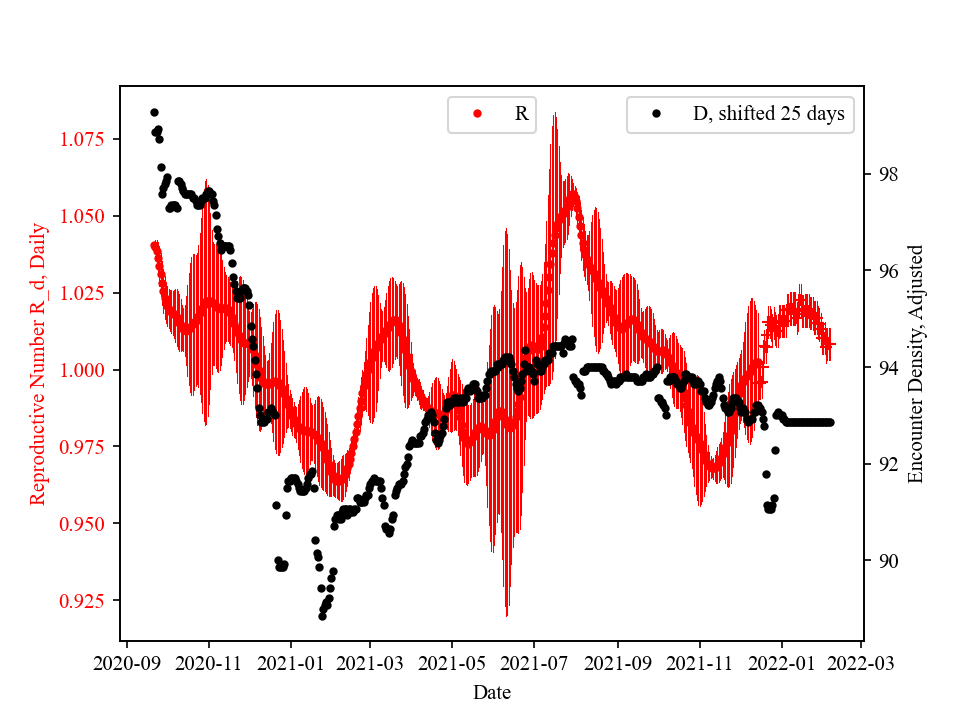 R
D, shifted 25 days
1.075
1.050
1.025
1.000
0.975
0.950
0.925
Reproductive Number R_d, Daily
98
96
94
92
90
Encounter Density, Adjusted
2020-09 2020-11 2021-01 2021-03 2021-05 2021-07 2021-09 2021-11 2022-01 2022-03
Date